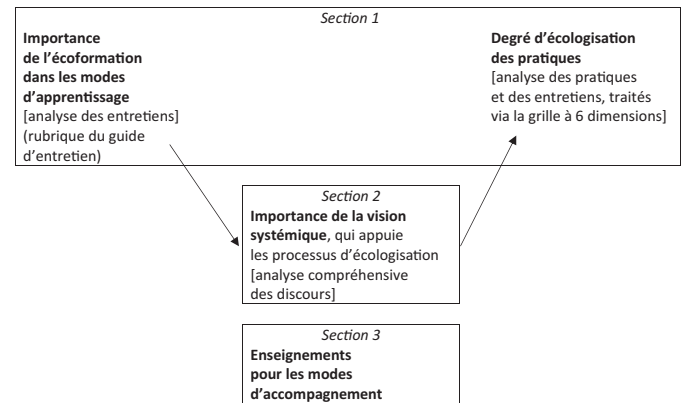 Section 1
Importance
de l’écoformation
dans les modes
d’apprentissage
[analyse des entretiens]
(rubrique du guide
d’entretien)
Degré d’écologisation
des pratiques
[analyse des pratiques
et des entretiens, traités
via la grille à 6 dimensions]
Section 2
Importance de la vision
systémique, qui appuie
les processus d’écologisation
[analyse compréhensive
des discours]
Section 3
Enseignements
pour les modes
d’accompagnement